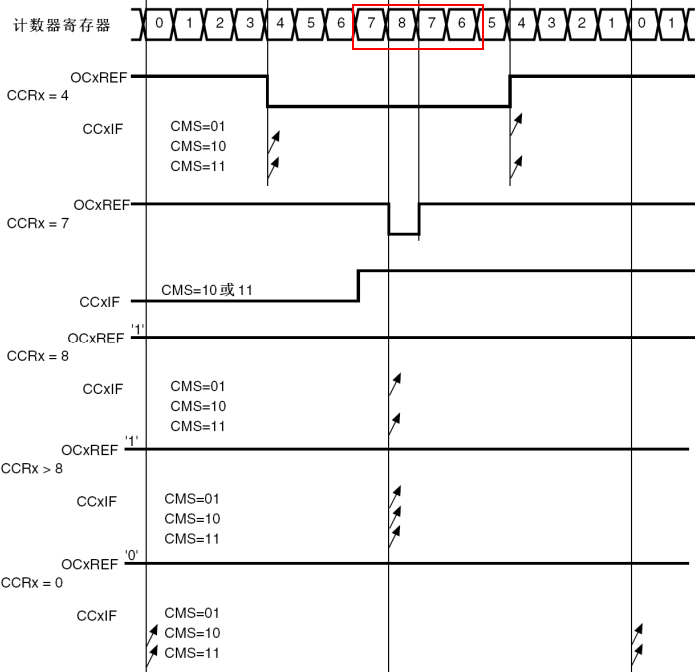 计数器寄存器 0 1 2 3 4 5 6 7 8 7 6 5 4 3 2 1 0 1
OCxREF
CCRx = 4
CCxIF
CMS=01
CMS=10
CMS=11
OCxREF
CCRx = 7
CMS=10 或 11
CCxIF
'1'
OCxREF
CCRx = 8
CCxIF
CMS=01
CMS=10
CMS=11
'1'
OCxREF
CCRx > 8
CCxIF
CMS=01
CMS=10
CMS=11
'0'
OCxREF
CCRx = 0
CCxIF
CMS=01
CMS=10
CMS=11